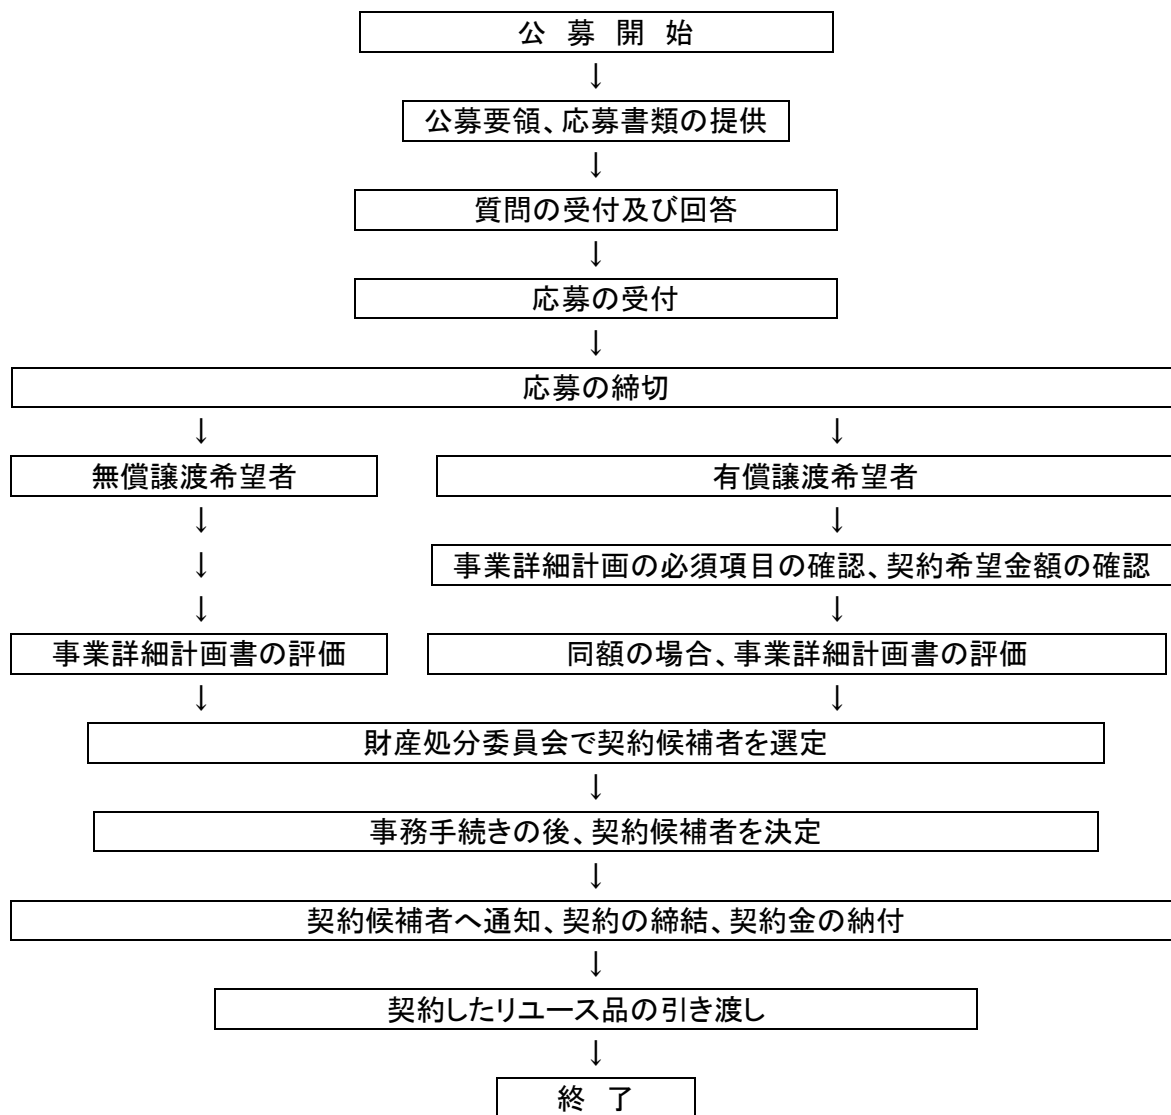 公 募 開 始
↓
公募要領、応募書類の提供
↓
質問の受付及び回答
↓
応募の受付
↓
応募の締切
↓ ↓
無償譲渡希望者 有償譲渡希望者
↓ ↓
↓ 事業詳細計画の必須項目の確認、契約希望金額の確認
↓ ↓
事業詳細計画書の評価 同額の場合、事業詳細計画書の評価
↓ ↓
財産処分委員会で契約候補者を選定
↓
事務手続きの後、契約候補者を決定
↓
契約候補者へ通知、契約の締結、契約金の納付
↓
契約したリユース品の引き渡し
↓
終 了